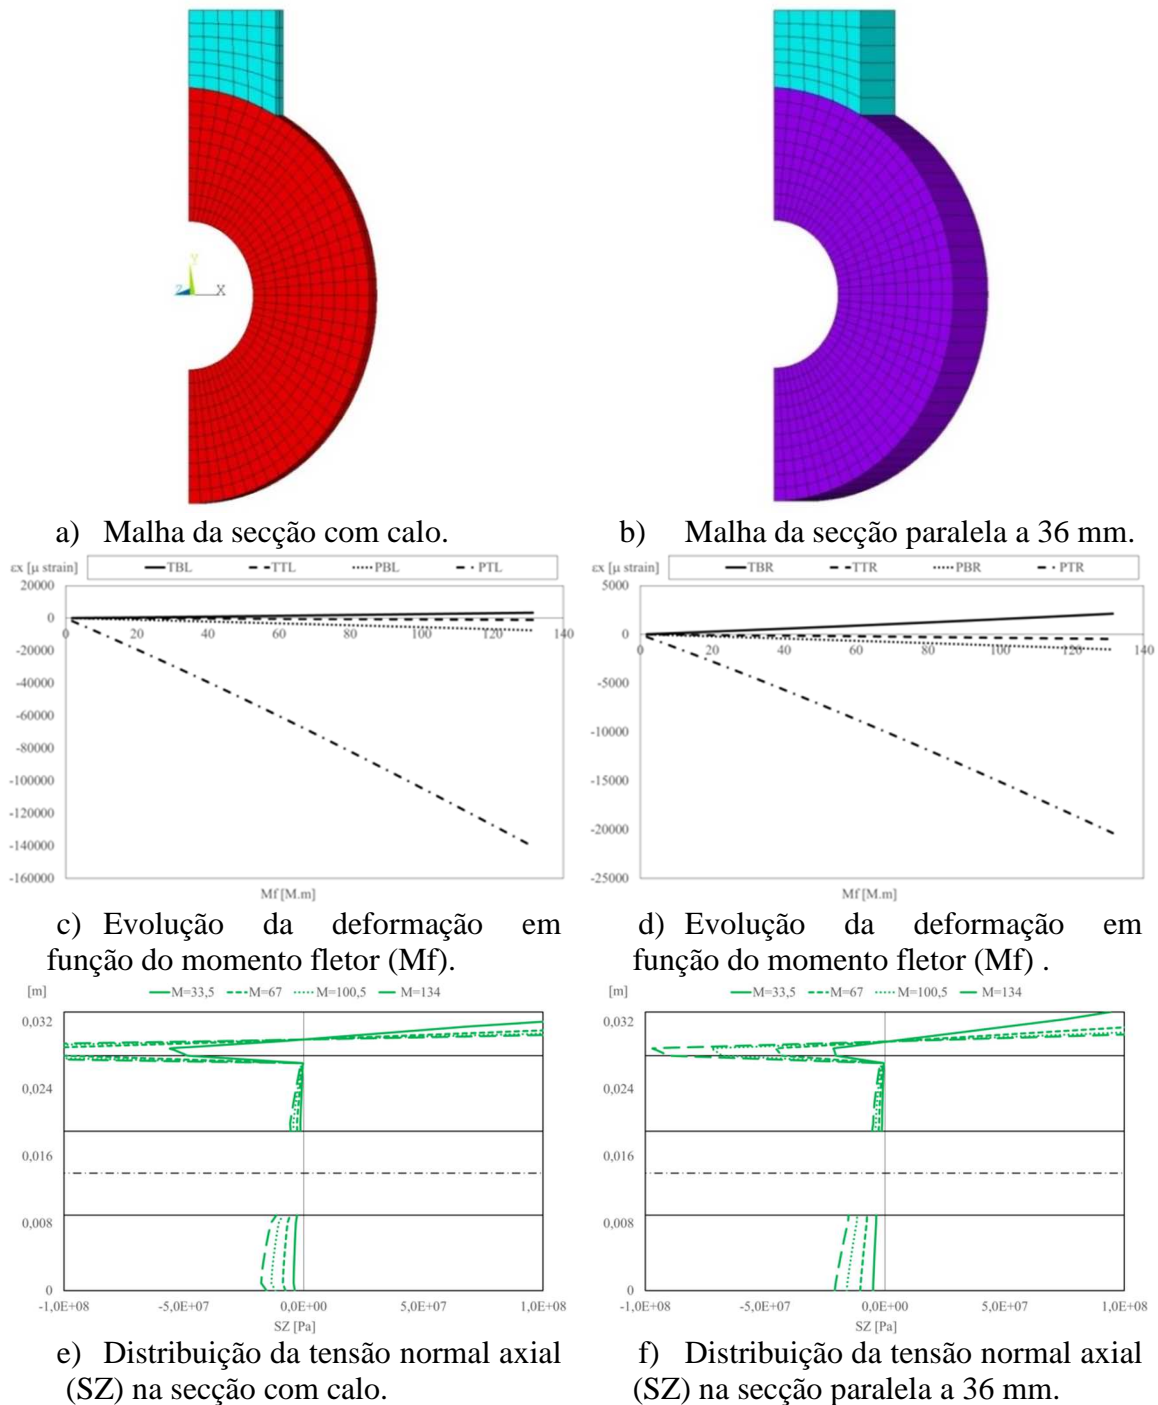 Y
Z X
a) Malha da secção com calo.
b) Malha da secção paralela a 36 mm.
εx [μ strain]
TBL TTL PBL PTL
20000
0
-20000
-40000
-60000
-80000
-100000
-120000
-140000
-160000
0 20 40 60 80 100 120 140
Mf [M.m]
εx [μ strain]
TBR TTR PBR PTR
5000
0
-5000
-10000
-15000
-20000
-25000
0 20 40 60 80 100 120 140
Mf [M.m]
c) Evolução da deformação em
função do momento fletor (Mf).
d) Evolução da deformação em
função do momento fletor (Mf) .
[m]
M=33,5 M=67 M=100,5 M=134
0,032
0,024
0,016
0,008
0
-1,0E+08 -5,0E+07 0,0E+00 5,0E+07 1,0E+08
SZ [Pa]
[m]
M=33,5 M=67 M=100,5 M=134
0,032
0,024
0,016
0,008
0
-1,0E+08 -5,0E+07 0,0E+00 5,0E+07 1,0E+08
SZ [Pa]
e) Distribuição da tensão normal axial
(SZ) na secção com calo.
f) Distribuição da tensão normal axial
(SZ) na secção paralela a 36 mm.